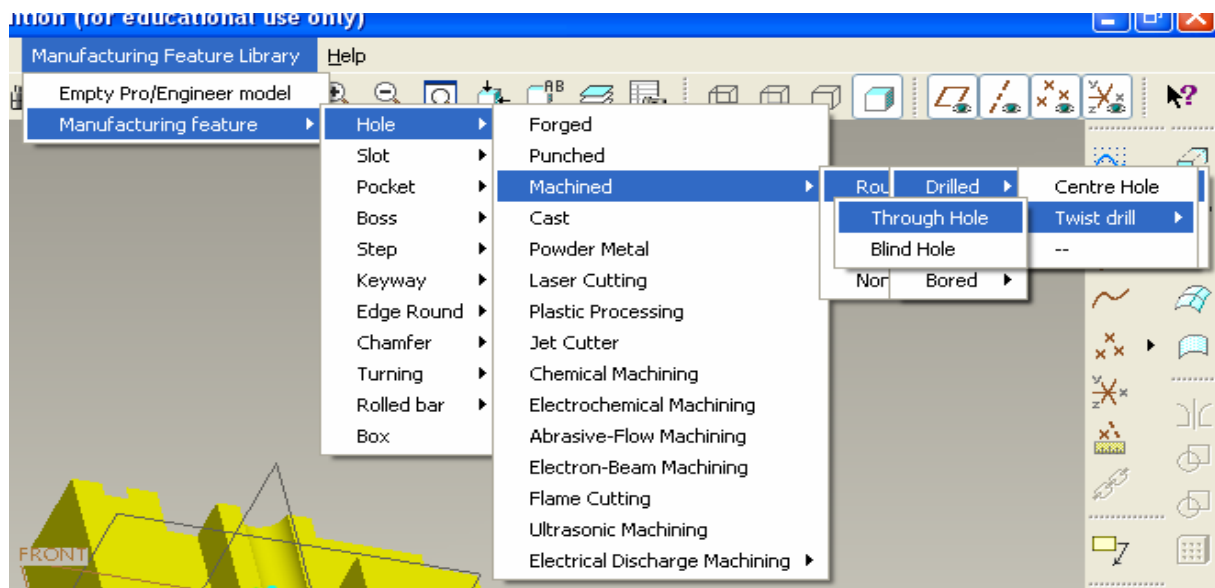 (for educational use only)
Manufacturing Feature Library Help
Empty Pro/Engineer model
Manufacturing feature
Hole
Slot
Pocket
Boss
Step
Keyway
Edge Round
Chamfer
Turning
Rolled bar
Box
Forged
Punched
Machined
Cast
Powder Metal
Laser Cutting
Plastic Processing
Jet Cutter
Chemical Machining
Electrochemical Machining
Abrasive-Flow Machining
Electron-Beam Machining
Flame Cutting
Ultrasonic Machining
Electrical Discharge Machining
Rou
Nor
Drilled
Bored
Centre Hole
Twist drill
--
Through Hole
Blind Hole
FRONT